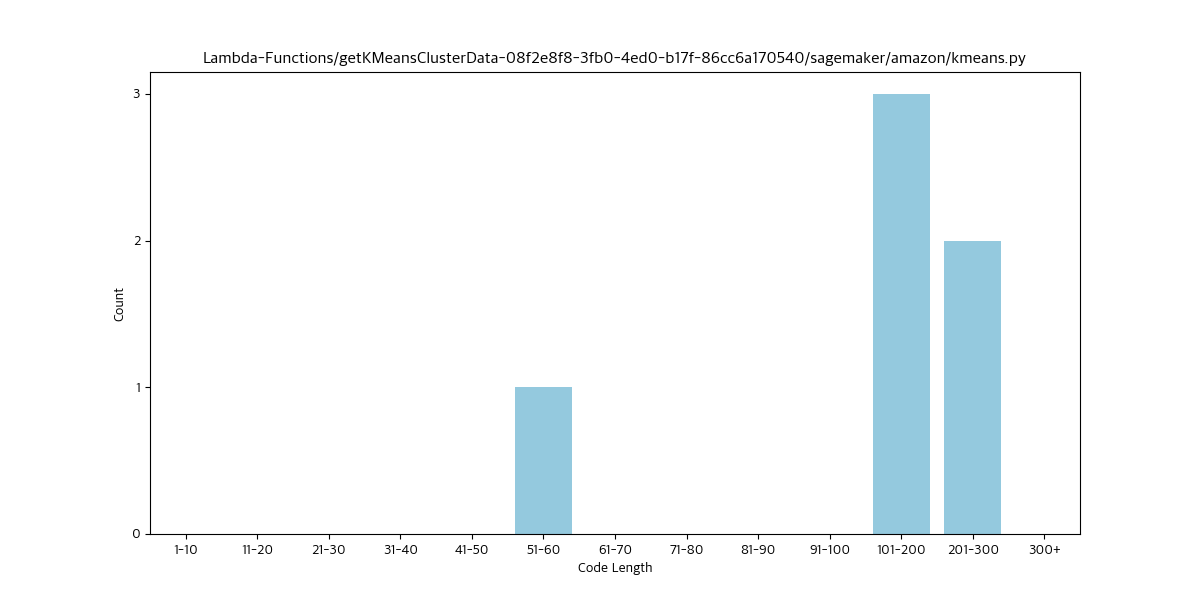 Lambda-Functions/getKMeansClusterData-08f2e8f8-3fb0-4ed0-b17f-86cc6a170540/sagemaker/amazon/kmeans.py
3
2
1
0
Count
1-10 11-20 21-30 31-40 41-50 51-60 61-70 71-80 81-90 91-100 101-200 201-300 300+
Code Length